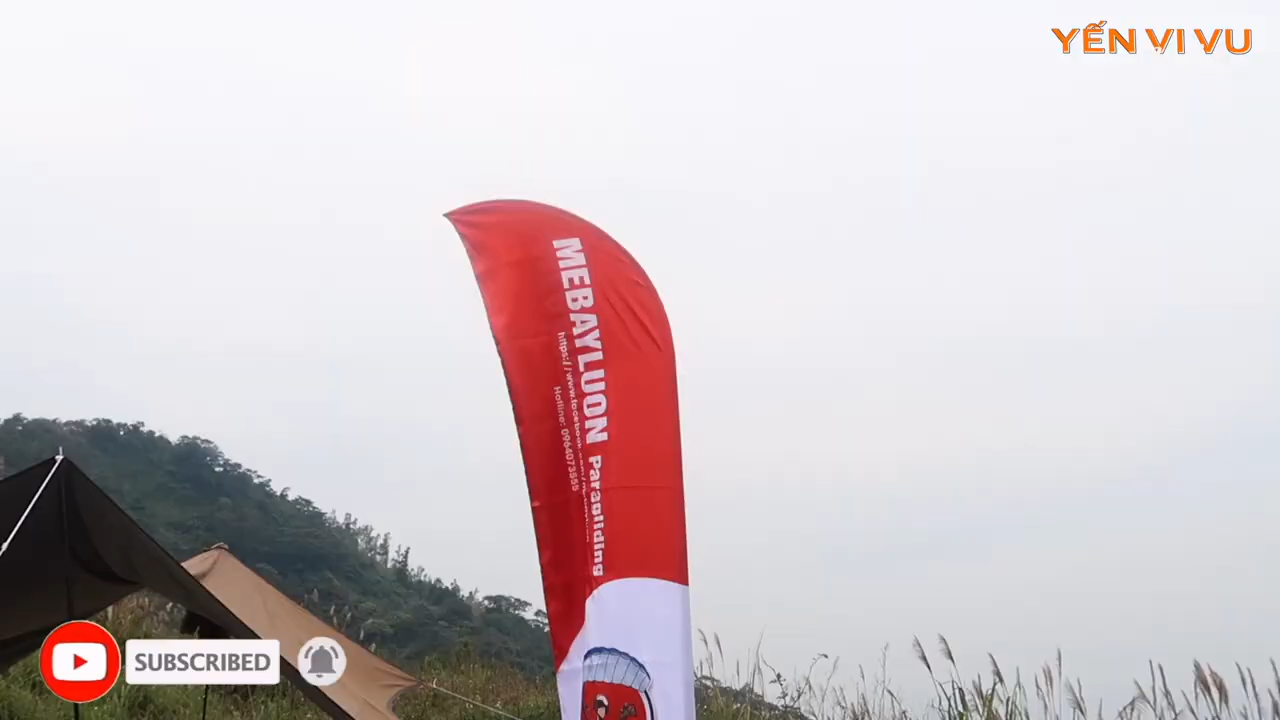 YẾN VI VU
MEBAYLUON Paragliding
https://www.facebook.com/
Hotline: 0964073555
SUBSCRIBED